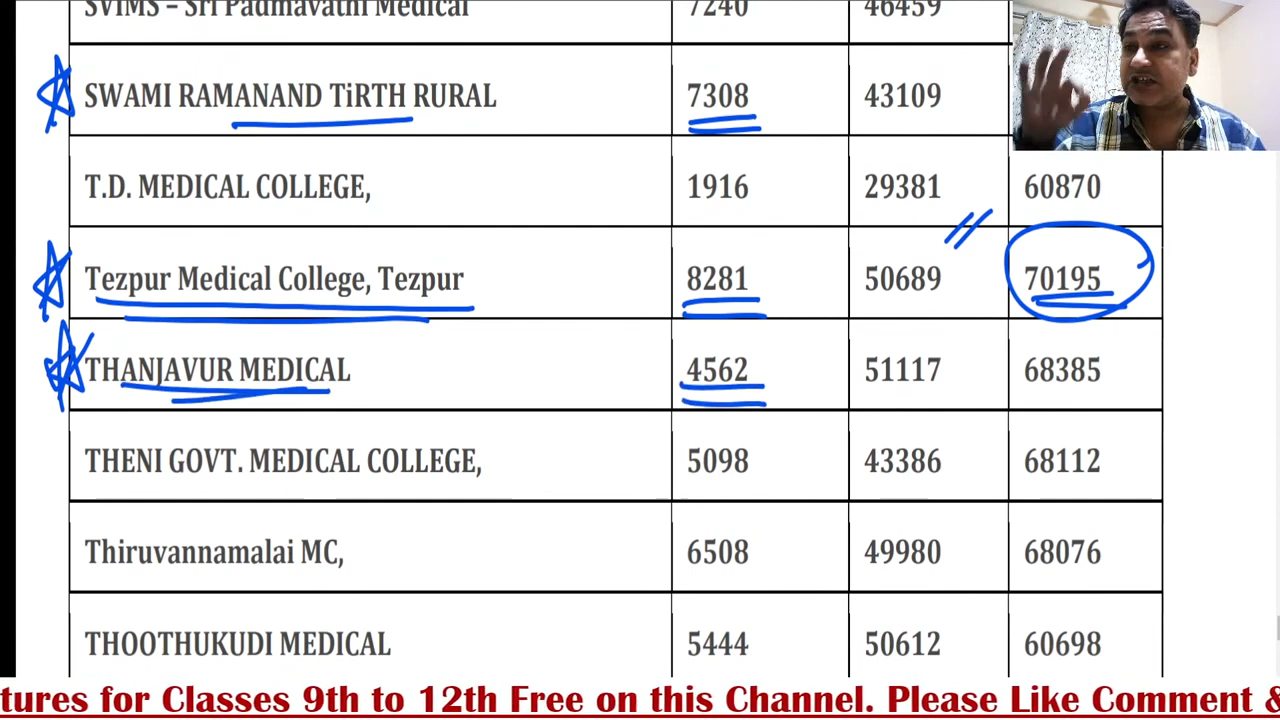 SVIMS – Sri Padmavathi Medical 7240 46459
SWAMI RAMANAND TiRTH RURAL 7308 43109
T.D. MEDICAL COLLEGE, 1916 29381 60870
Tezpur Medical College, Tezpur 8281 50689 70195
THANJAVUR MEDICAL 4562 51117 68385
THENI GOVT. MEDICAL COLLEGE, 5098 43386 68112
Thiruvannamalai MC, 6508 49980 68076
THOOTHUKUDI MEDICAL 5444 50612 60698
tures for Classes 9th to 12th Free on this Channel. Please Like Comment &